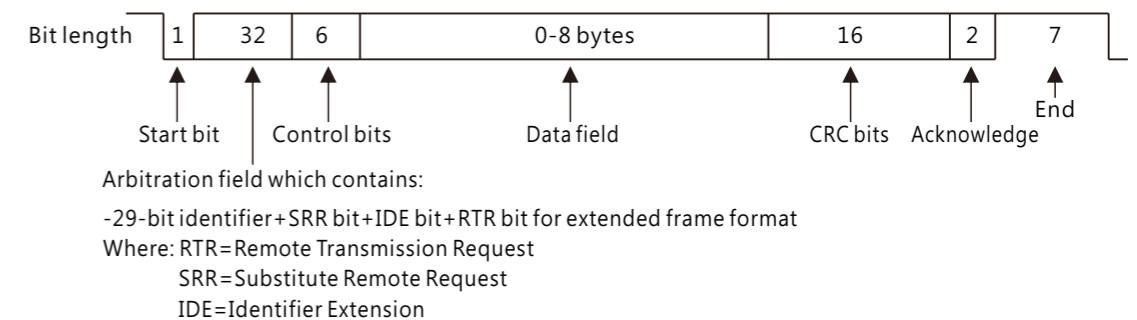 Bit length 1 32 6 0-8 bytes 16 2 7
End
Start bit Control bits Data field CRC bits Acknowledge
Arbitration field which contains:
-29-bit identifier+SRR bit+IDE bit+RTR bit for extended frame format
Where: RTR=Remote Transmission Request
SRR=Substitute Remote Request
IDE=Identifier Extension